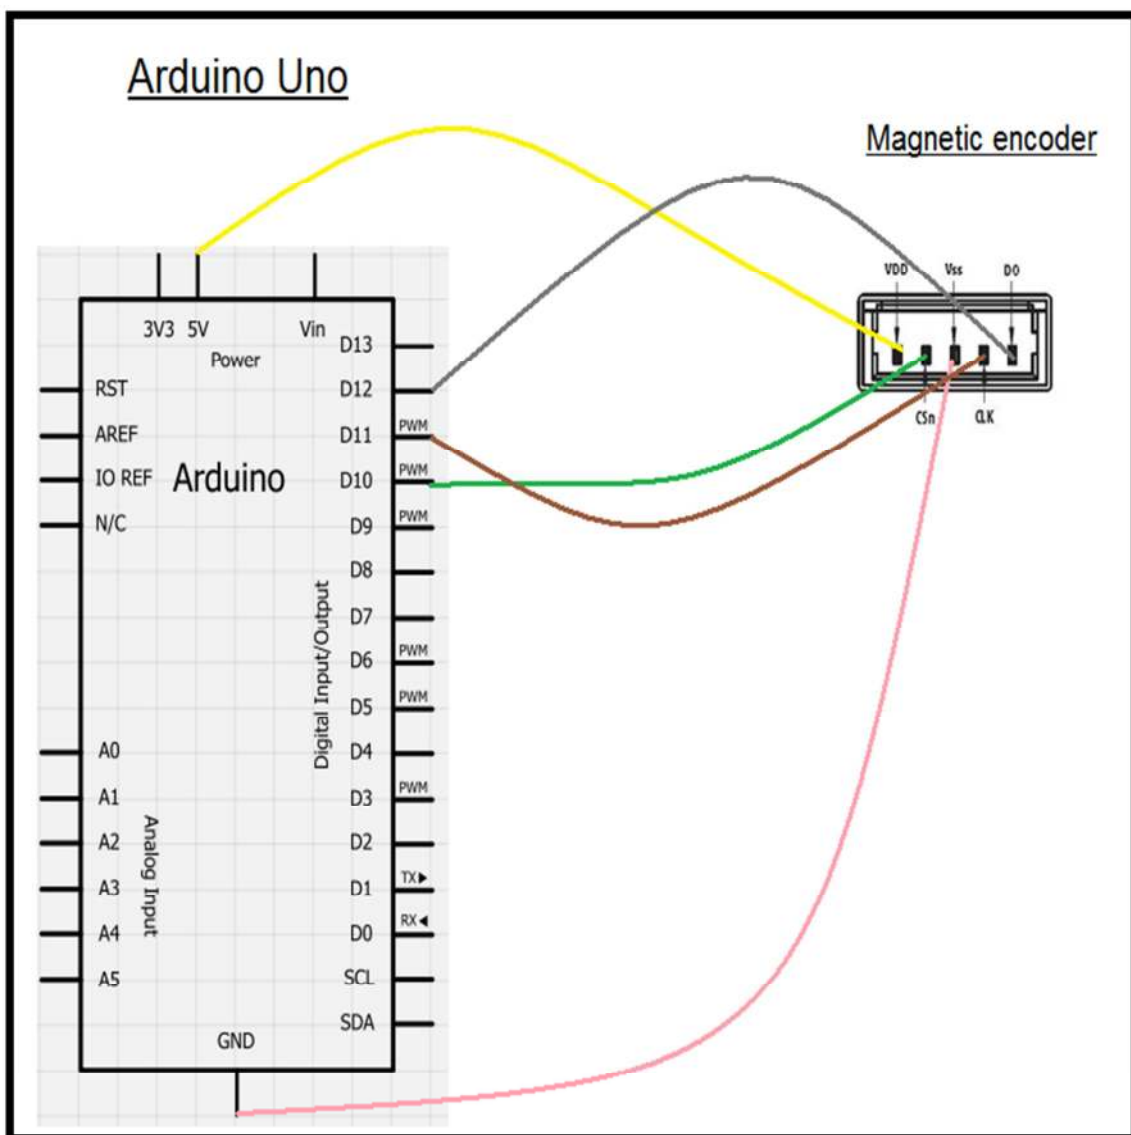 Arduino Uno
Magnetic encoder
VDD Vss DO
CSn CLK
3V3 5V Vin
Power
D13
RST D12
AREF D11 PWM
IO REF Arduino D10 PWM
N/C D9 PWM
D8
D7
D6 PWM
D5 PWM
Digital Input/Output
A0 D4
A1 D3 PWM
A2 D2
A3 D1 TX▶
A4 D0 RX◀
A5 SCL
Analog Input
SDA
GND